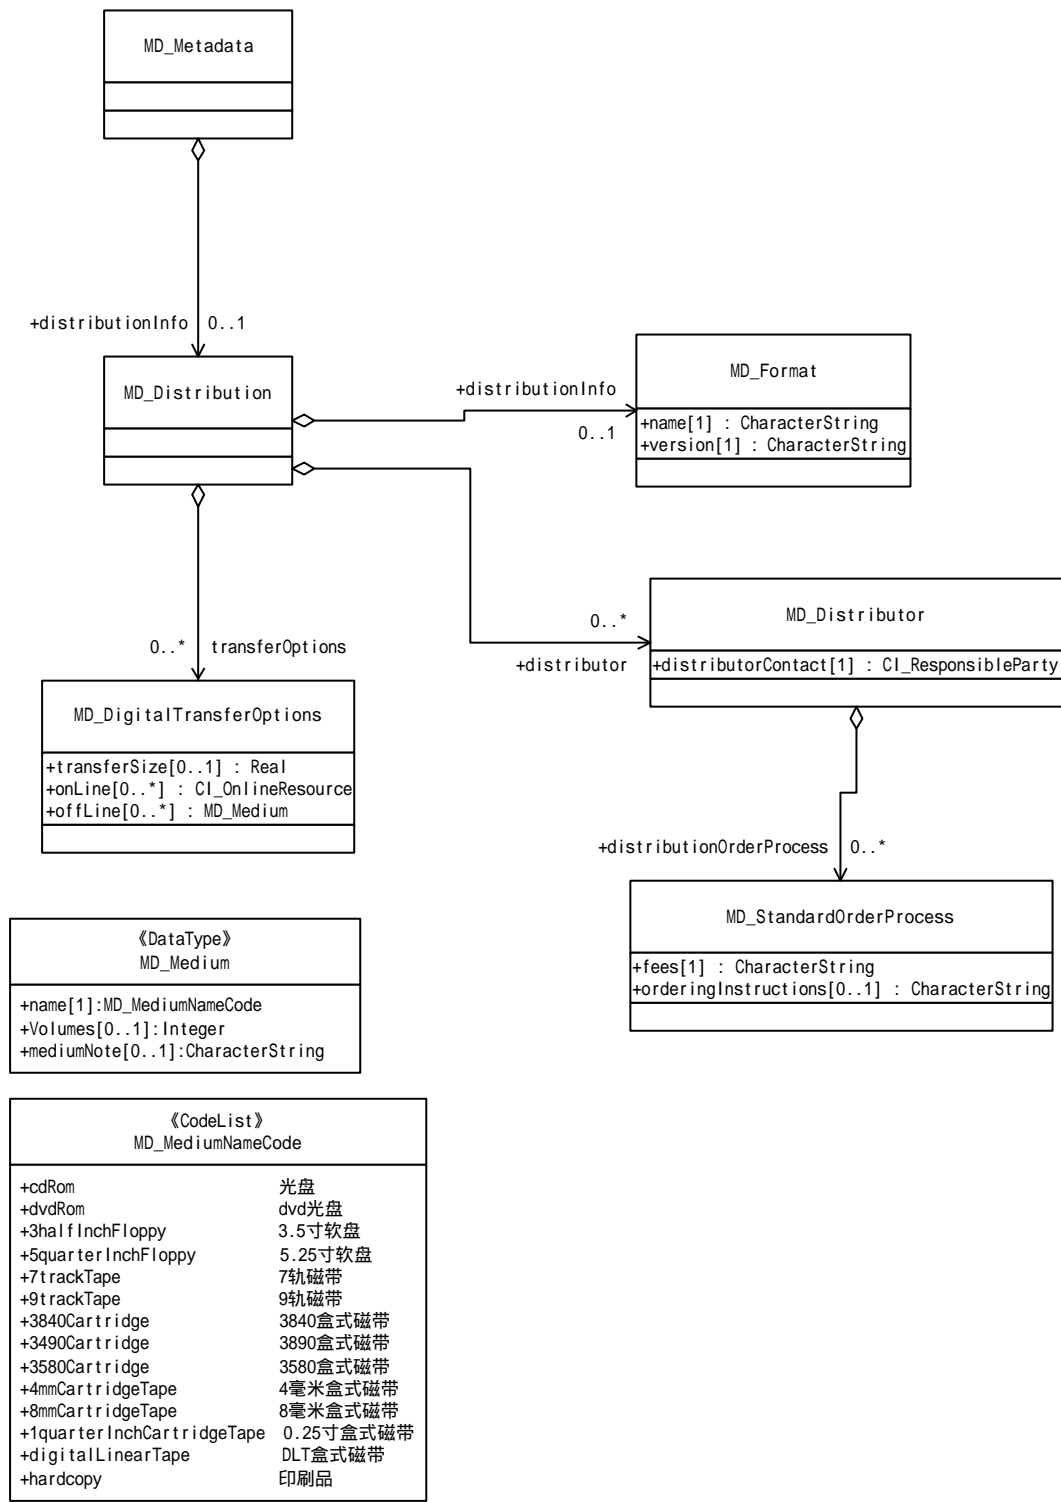 MD_Metadata
+distributionInfo 0..1
MD_Distribution
+distributionInfo
0..1
MD_Format
+name[1] : CharacterString
+version[1] : CharacterString
0..*
+distributor
MD_Distributor
+distributorContact[1] : CI_ResponsibleParty
0..* transferOptions
MD_DigitalTransferOptions
+transferSize[0..1] : Real
+onLine[0..*] : CI_OnlineResource
+offLine[0..*] : MD_Medium
+distributionOrderProcess 0..*
MD_StandardOrderProcess
+fees[1] : CharacterString
+orderingInstructions[0..1] : CharacterString
《DataType》
MD_Medium
+name[1]:MD_MediumNameCode
+Volumes[0..1]:Integer
+mediumNote[0..1]:CharacterString
《CodeList》
MD_MediumNameCode
+cdRom 光盘
+dvdRom dvd光盘
+3halfInchFloppy 3.5寸软盘
+5quarterInchFloppy 5.25寸软盘
+7trackTape 7轨磁带
+9trackTape 9轨磁带
+3840Cartridge 3840盒式磁带
+3490Cartridge 3890盒式磁带
+3580Cartridge 3580盒式磁带
+4mmCartridgeTape 4毫米盒式磁带
+8mmCartridgeTape 8毫米盒式磁带
+1quarterInchCartridgeTape 0.25寸盒式磁带
+digitalLinearTape DLT盒式磁带
+hardcopy 印刷品